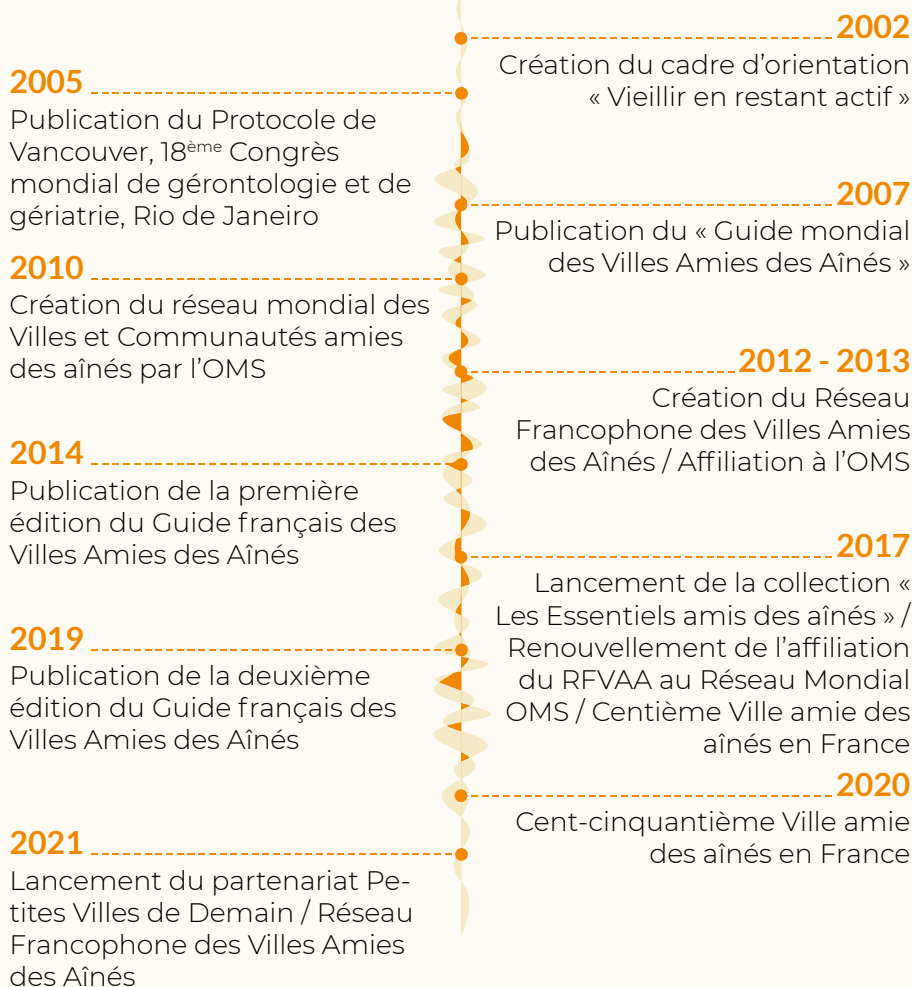 2002
Création du cadre d’orientation
« Vieillir en restant actif »
2005
Publication du Protocole de
Vancouver, 18ème Congrès
mondial de gérontologie et de
gériatrie, Rio de Janeiro
2007
Publication du « Guide mondial
des Villes Amies des Aînés »
2010
Création du réseau mondial des
Villes et Communautés amies
des aînés par l’OMS
2012 - 2013
Création du Réseau
Francophone des Villes Amies
des Aînés / Affiliation à l’OMS
2014
Publication de la première
édition du Guide français des
Villes Amies des Aînés
2017
Lancement de la collection «
Les Essentiels amis des aînés » /
Renouvellement de l’affiliation
du RFVAA au Réseau Mondial
OMS / Centième Ville amie des
aînés en France
2019
Publication de la deuxième
édition du Guide français des
Villes Amies des Aînés
2020
Cent-cinquantième Ville amie
des aînés en France
2021
Lancement du partenariat Pe-
tites Villes de Demain / Réseau
Francophone des Villes Amies
des Aînés